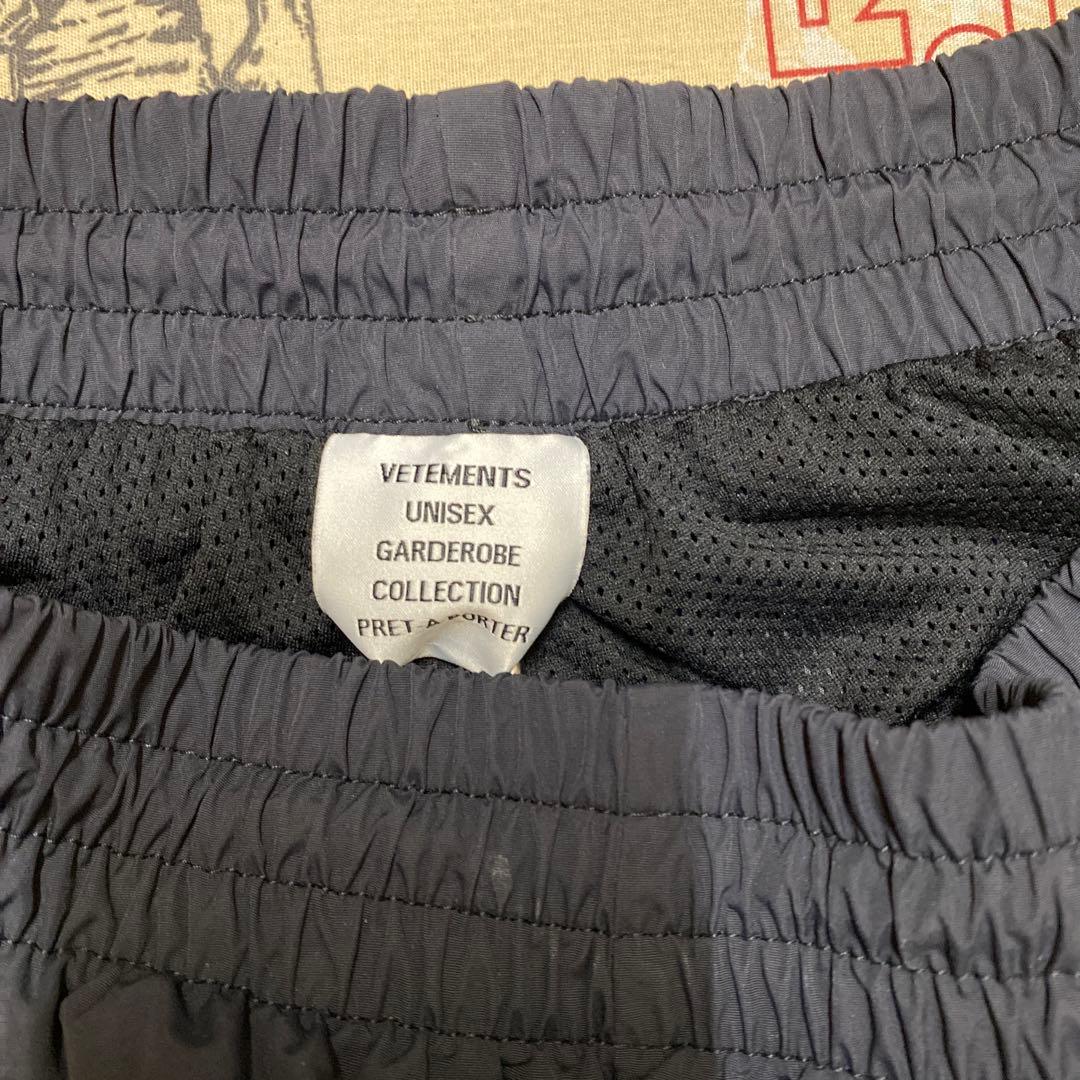 VETEMENTS
UNISEX
GARDEROBE
COLLECTION
PRET-A-PORTER